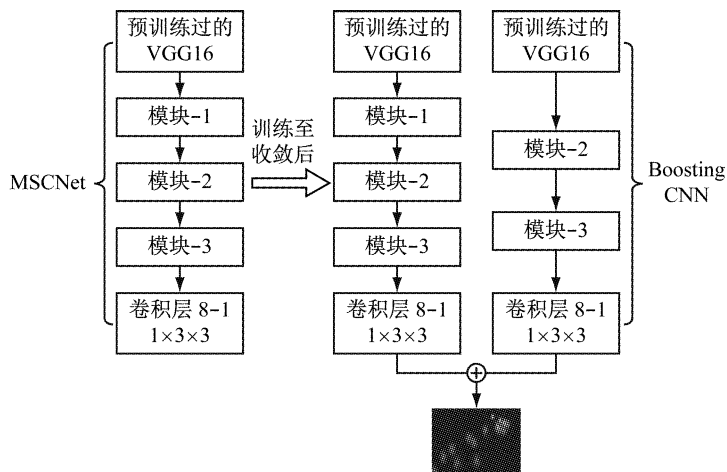 预训练过的
VGG16
模块-1
模块-2
模块-3
卷积层 8-1
1×3×3
MSCNet
训练至
收敛后
预训练过的
VGG16
模块-1
模块-2
模块-3
卷积层 8-1
1×3×3
预训练过的
VGG16
模块-2
模块-3
卷积层 8-1
1×3×3
Boosting
CNN